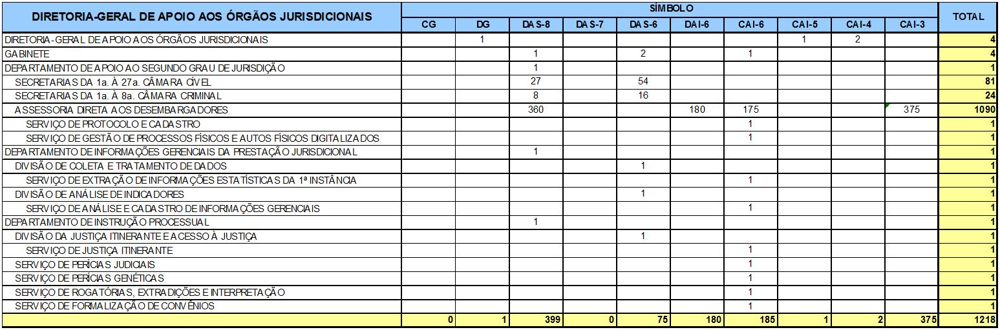 DIRETORIA-GERAL DE APOIO AOS ÓRGÃOS JURISDICIONAIS SÍMBOLO TOTAL
CG DG DAS-8 DAS-7 DAS-6 DAI-6 CAI-6 CAI-5 CAI-4 CAI-3
DIRETORIA-GERAL DE APOIO AOS ÓRGÃOS JURISDICIONAIS 1 1 2 4
GABINETE 1 2 1 4
DEPARTAMENTO DE APOIO AO SEGUNDO GRAU DE JURISDIÇÃO 1 1
SECRETARIAS DA 1a. À 27a. CÂMARA CÍVEL 27 54 81
SECRETARIAS DA 1a. À 8a. CÂMARA CRIMINAL 8 16 24
ASSESSORIA DIRETA AOS DESEMBARGADORES 360 180 175 375 1090
SERVIÇO DE PROTOCOLO E CADASTRO 1 1
SERVIÇO DE GESTÃO DE PROCESSOS FÍSICOS E AUTOS FÍSICOS DIGITALIZADOS 1 1
DEPARTAMENTO DE INFORMAÇÕES GERENCIAIS DA PRESTAÇÃO JURISDICIONAL 1 1
DIVISÃO DE COLETA E TRATAMENTO DE DADOS 1 1
SERVIÇO DE EXTRAÇÃO DE INFORMAÇÕES ESTATÍSTICAS DA 1ª INSTÂNCIA 1 1
DIVISÃO DE ANÁLISE DE INDICADORES 1 1
SERVIÇO DE ANÁLISE E CADASTRO DE INFORMAÇÕES GERENCIAIS 1 1
DEPARTAMENTO DE INSTRUÇÃO PROCESSUAL 1 1
DIVISÃO DA JUSTIÇA ITINERANTE E ACESSO À JUSTIÇA 1 1
SERVIÇO DE JUSTIÇA ITINERANTE 1 1
SERVIÇO DE PERÍCIAS JUDICIAIS 1 1
SERVIÇO DE PERÍCIAS GENÉTICAS 1 1
SERVIÇO DE ROGATÓRIAS, EXTRADIÇÕES E INTERPRETAÇÃO 1 1
SERVIÇO DE FORMALIZAÇÃO DE CONVÊNIOS 1 1
0 1 399 0 75 180 185 1 2 375 1218